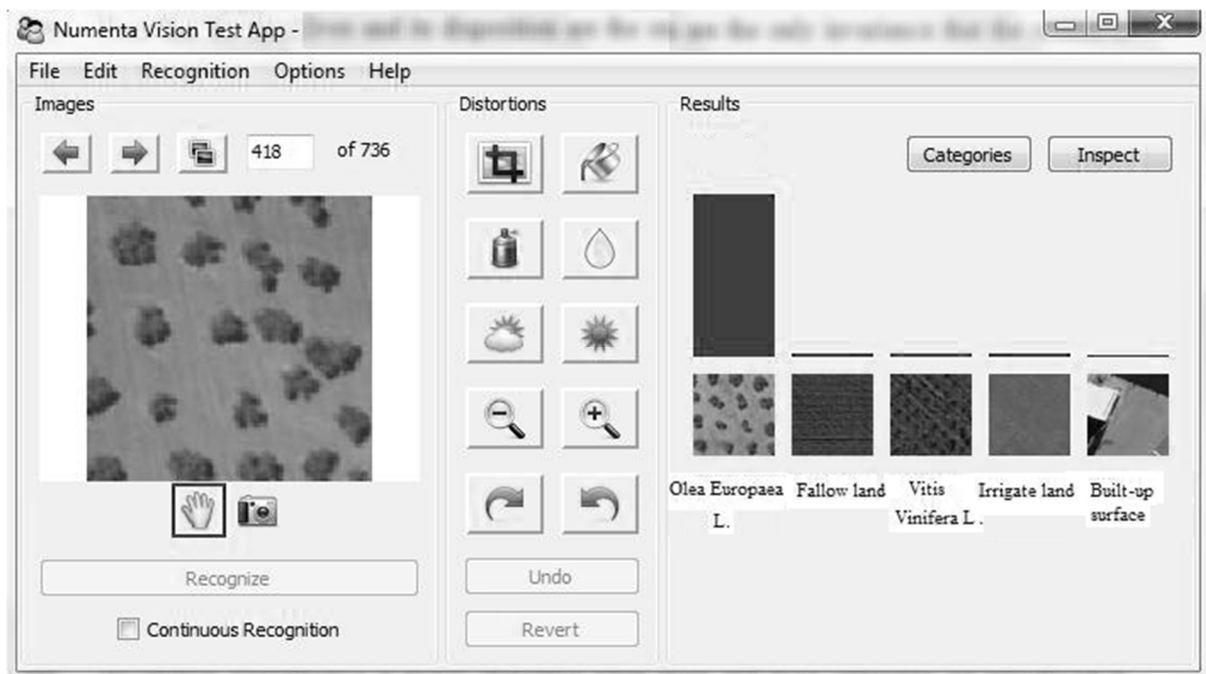 Numenta Vision Test App -
File Edit Recognition Options Help
Images
418 of 736
Recognize
Continuous Recognition
Distortions
Undo
Revert
Results
Categories Inspect
Olea Europaea L.
Fallow land
Vitis Vinifera L .
Irrigate land
Built-up surface